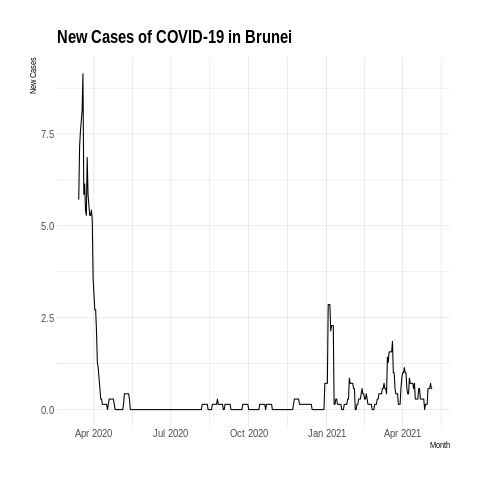 New Cases of COVID-19 in Brunei
New Cases
7.5
5.0
2.5
0.0
Apr 2020 Jul 2020 Oct 2020 Jan 2021 Apr 2021
Month